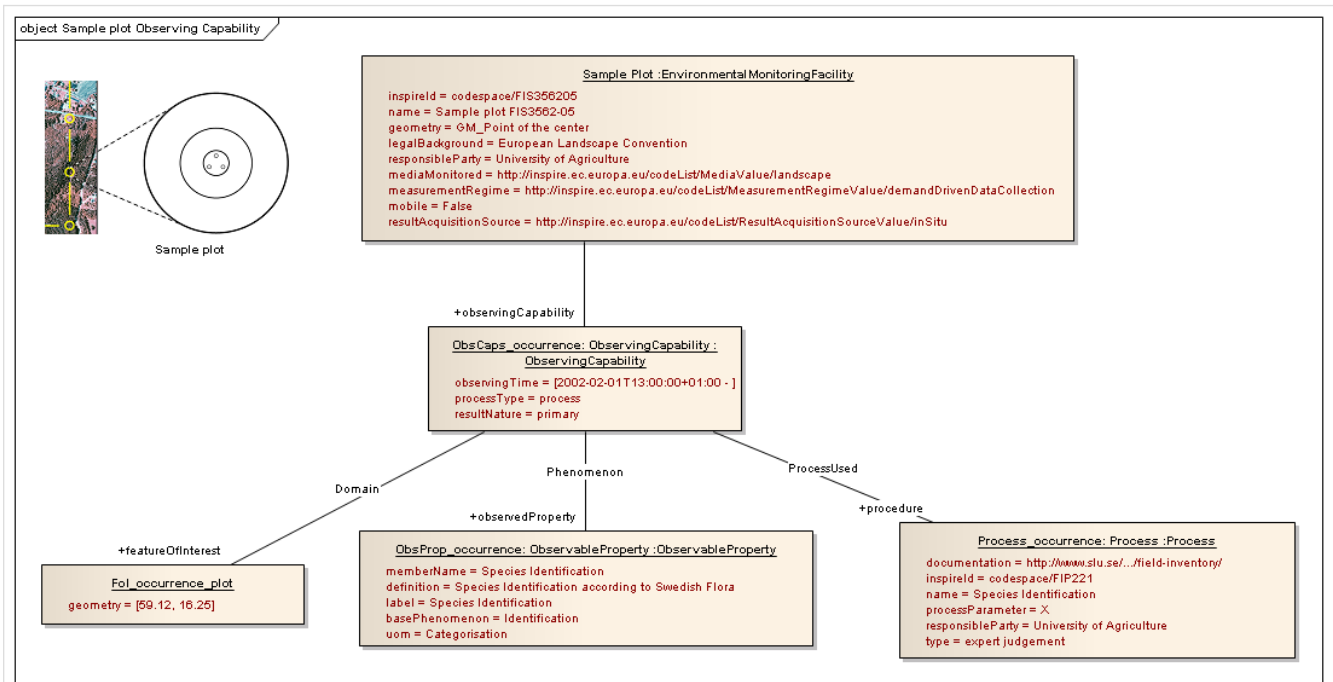 object Sample plot Observing Capability
Sample plot
Sample Plot :EnvironmentalMonitoringFacility
inspireId = codespace/FIS356205
name = Sample plot FIS3562-05
geometry = GM_Point of the center
legalBackground = European Landscape Convention
responsibleParty = University of Agriculture
mediaMonitored = http://inspire.ec.europa.eu/codeList/MediaValue/landscape
measurementRegime = http://inspire.ec.europa.eu/codeList/MeasurementRegimeValue/demandDrivenDataCollection
mobile = False
resultAcquisitionSource = http://inspire.ec.europa.eu/codeList/ResultAcquisitionSourceValue/inSitu
+observingCapability
ObsCaps_occurrence: ObservingCapability :
ObservingCapability
observingTime = [2002-02-01T13:00:00+01:00 - ]
processType = process
resultNature = primary
Domain
Phenomenon
ProcessUsed
+featureOfInterest
+observedProperty
+procedure
FoI_occurrence_plot
geometry = [59.12, 16.25]
ObsProp_occurrence: ObservableProperty :ObservableProperty
memberName = Species Identification
definition = Species Identification according to Swedish Flora
label = Species Identification
basePhenomenon = Identification
uom = Categorisation
Process_occurrence: Process :Process
documentation = http://www.slu.se/.../field-inventory/
inspireId = codespace/FIP221
name = Species Identification
processParameter = X
responsibleParty = University of Agriculture
type = expert judgement